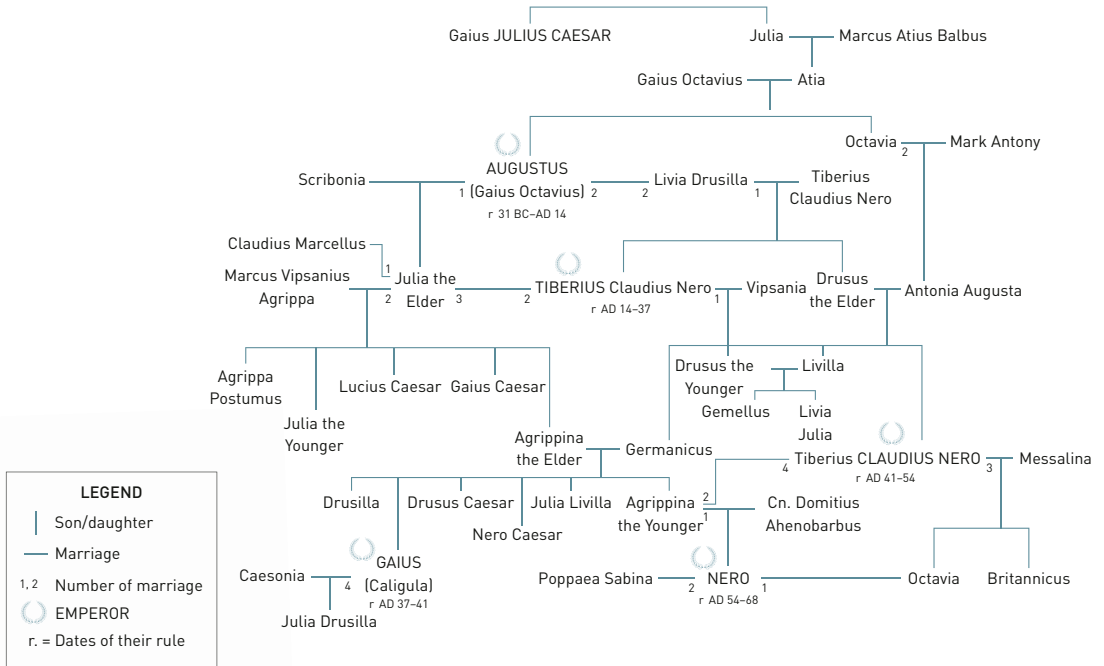 Gaius JULIUS CAESAR
Julia
Marcus Atius Balbus
Gaius Octavius
Atia
Octavia
2
Mark Antony
AUGUSTUS
(Gaius Octavius)
r 31 BC–AD 14
Scribonia
1
2
2
Livia Drusilla
1
Tiberius
Claudius Nero
Claudius Marcellus
1
Marcus Vipsanius
Agrippa
2
Julia the
Elder
3
2
TIBERIUS Claudius Nero
r AD 14–37
1
Vipsania
Drusus
the Elder
Antonia Augusta
Agrippa
Postumus
Julia the
Younger
Lucius Caesar
Gaius Caesar
Drusus the
Younger
Livilla
Gemellus
Livia
Julia
Agrippina
the Elder
Germanicus
4
Tiberius CLAUDIUS NERO
r AD 41–54
3
Messalina
Drusilla
Drusus Caesar
Nero Caesar
Julia Livilla
Agrippina
the Younger
2
1
Cn. Domitius
Ahenobarbus
Caesonia
4
GAIUS
(Caligula)
r AD 37–41
Julia Drusilla
Poppaea Sabina
2
NERO
r AD 54–68
1
Octavia
Britannicus
LEGEND
Son/daughter
Marriage
1, 2 Number of marriage
EMPEROR
r. = Dates of their rule